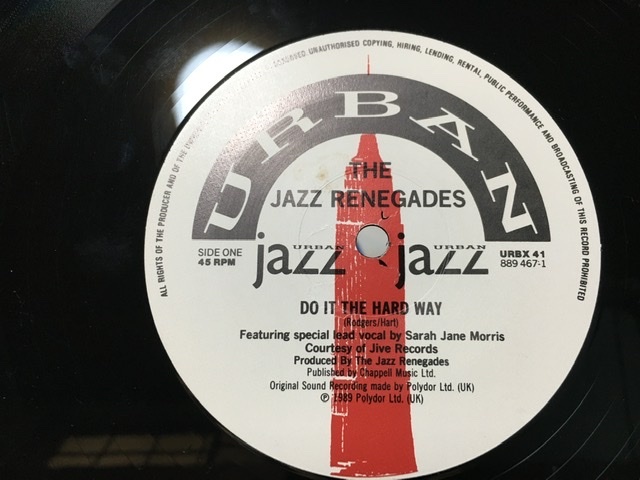 ALL RIGHTS OF THE PRODUCER AND OF THE UNAUTHORISED COPYING, HIRING, LENDING, RENTAL, PUBLIC PERFORMANCE AND BROADCASTING OF THIS RECORD PROHIBITED
URBAN
THE
JAZZ RENEGADES
SIDE ONE
45 RPM
URBAN
jazz
URBAN
jazz
URBX 41
889 467-1
DO IT THE HARD WAY
(Rodgers/Hart)
Featuring special lead vocal by Sarah Jane Morris
Courtesy of Jive Records
Produced By The Jazz Renegades
Published by Chappell Music Ltd.
Original Sound Recording made by Polydor Ltd. (UK)
℗ 1989 Polydor Ltd. (UK)